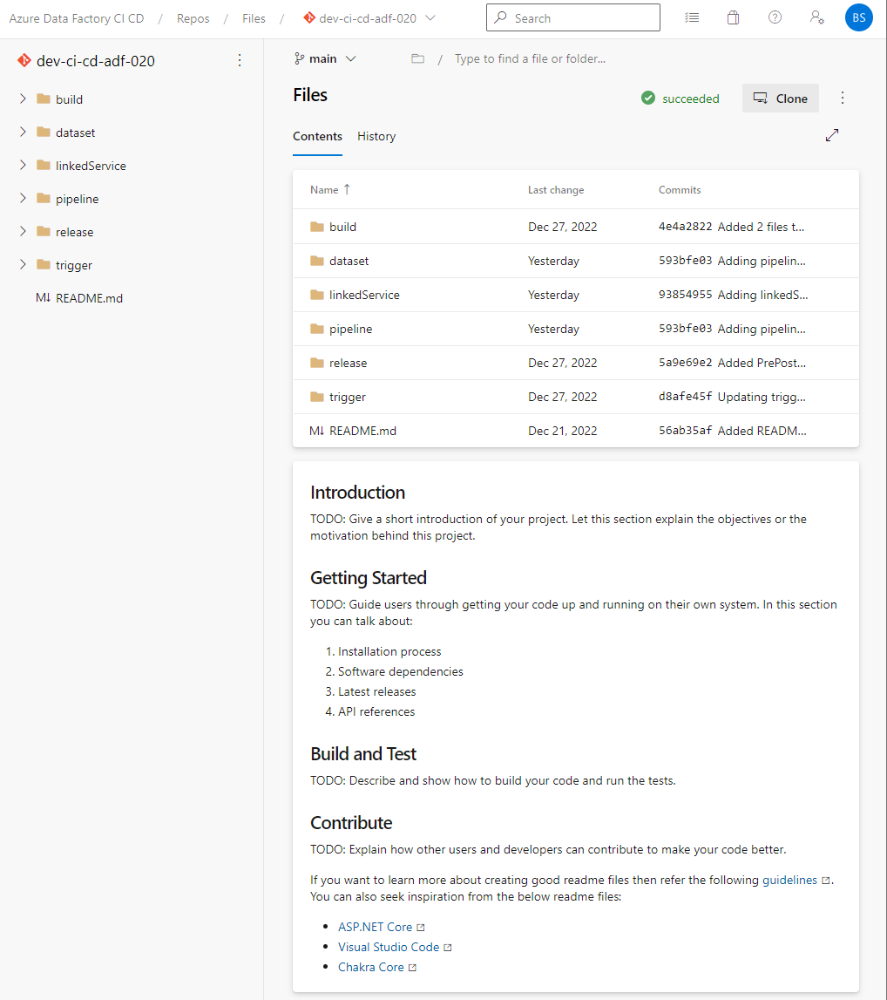 Azure Data Factory CI CD / Repos / Files / dev-ci-cd-adf-020 Search BS
dev-ci-cd-adf-020
build
dataset
linkedService
pipeline
release
trigger
M↓ README.md
main / Type to find a file or folder...
Files
succeeded
Clone
Contents History
Name ↑ Last change Commits
build Dec 27, 2022 4e4a2822 Added 2 files t...
dataset Yesterday 593bfe03 Adding pipelin...
linkedService Yesterday 93854955 Adding linkedS...
pipeline Yesterday 593bfe03 Adding pipelin...
release Dec 27, 2022 5a9e69e2 Added PrePost...
trigger Dec 27, 2022 d8afe45f Updating trigg...
M↓ README.md Dec 21, 2022 56ab35af Added READM...
Introduction
TODO: Give a short introduction of your project. Let this section explain the objectives or the
motivation behind this project.
Getting Started
TODO: Guide users through getting your code up and running on their own system. In this section
you can talk about:
1. Installation process
2. Software dependencies
3. Latest releases
4. API references
Build and Test
TODO: Describe and show how to build your code and run the tests.
Contribute
TODO: Explain how other users and developers can contribute to make your code better.
If you want to learn more about creating good readme files then refer the following guidelines.
You can also seek inspiration from the below readme files:
• ASP.NET Core
• Visual Studio Code
• Chakra Core